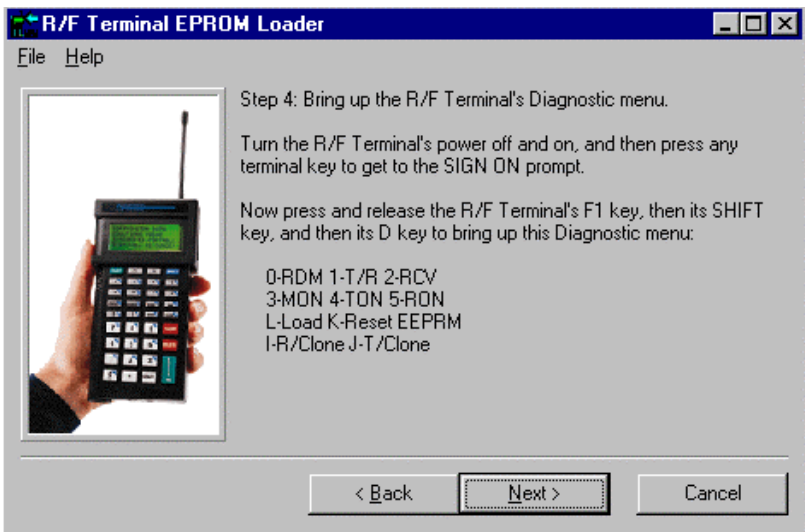 R/F Terminal EPROM Loader
File Help
Step 4: Bring up the R/F Terminal's Diagnostic menu.
Turn the R/F Terminal's power off and on, and then press any
terminal key to get to the SIGN ON prompt.
Now press and release the R/F Terminal's F1 key, then its SHIFT
key, and then its D key to bring up this Diagnostic menu:
0-RDM 1-T/R 2-RCV
3-MON 4-TON 5-RON
L-Load K-Reset EEPRM
I-R/Clone J-T/Clone
< Back Next > Cancel